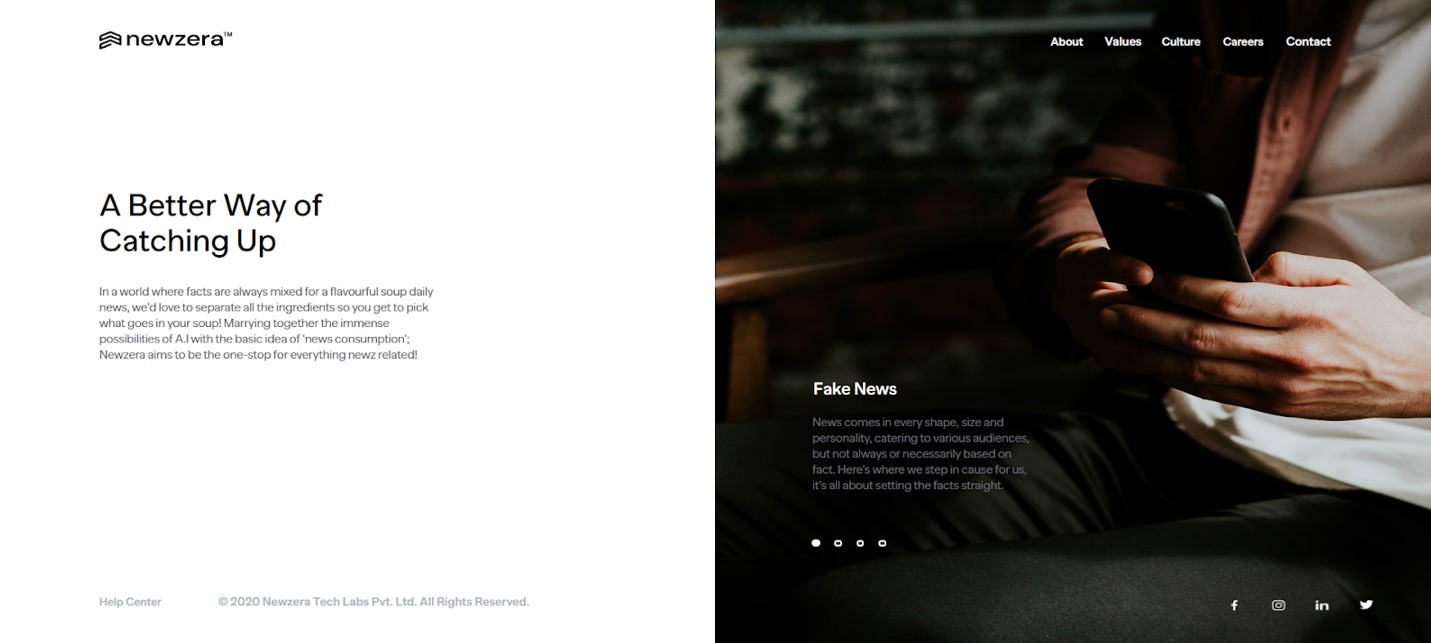 newzera™
About Values Culture Careers Contact
A Better Way of
Catching Up
In a world where facts are always mixed for a flavourful soup daily
news, we'd love to separate all the ingredients so you get to pick
what goes in your soup! Marrying together the immense
possibilities of A.I with the basic idea of 'news consumption';
Newzera aims to be the one-stop for everything newz related!
Fake News
News comes in every shape, size and
personality, catering to various audiences,
but not always or necessarily based on
fact. Here's where we step in cause for us,
it's all about setting the facts straight.
Help Center © 2020 Newzera Tech Labs Pvt. Ltd. All Rights Reserved.